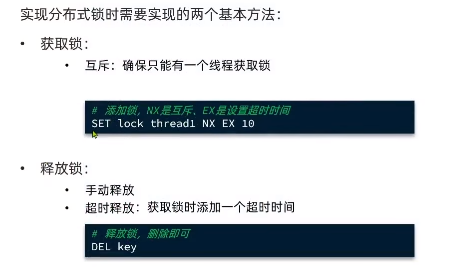 实现分布式锁时需要实现的两个基本方法：
• 获取锁：
• 互斥：确保只能有一个线程获取锁
# 添加锁，NX是互斥、EX是设置超时时间
SET lock thread1 NX EX 10
• 释放锁：
• 手动释放
• 超时释放：获取锁时添加一个超时时间
# 释放锁，删除即可
DEL key